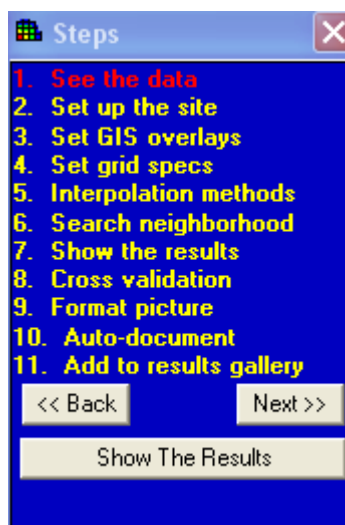 Steps
1. See the data
2. Set up the site
3. Set GIS overlays
4. Set grid specs
5. Interpolation methods
6. Search neighborhood
7. Show the results
8. Cross validation
9. Format picture
10. Auto-document
11. Add to results gallery
<< Back Next >>
Show The Results